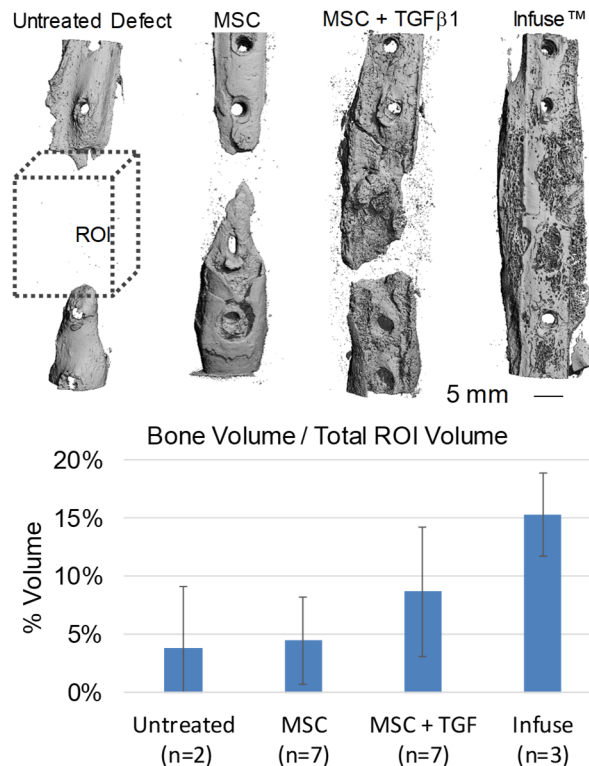 Untreated Defect MSC MSC + TGFβ1 Infuse™
ROI
5 mm
Bone Volume / Total ROI Volume
20%
15%
10%
5%
0%
% Volume
Untreated MSC MSC + TGF Infuse
(n=2) (n=7) (n=7) (n=3)